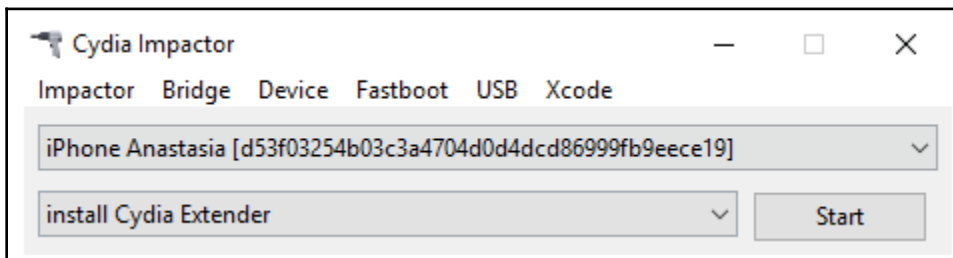 Cydia Impactor
Impactor Bridge Device Fastboot USB Xcode
iPhone Anastasia [d53f03254b03c3a4704d0d4dcd86999fb9eece19]
install Cydia Extender
Start